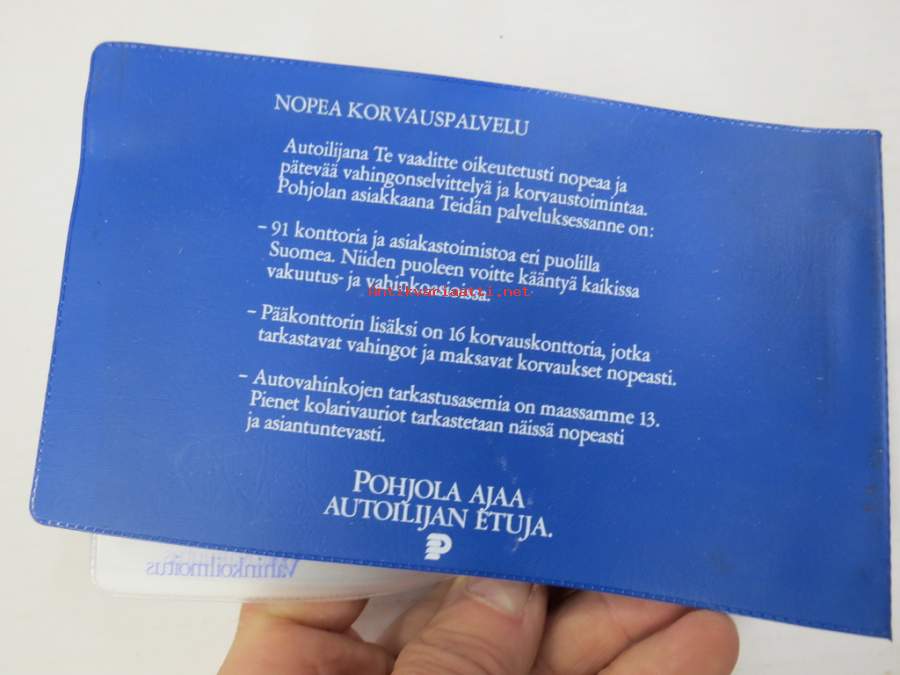 NOPEA KORVAUSPALVELU
Autoilijana Te vaaditte oikeutetusti nopeaa ja
pätevää vahingonselvittelyä ja korvaustoimintaa.
Pohjolan asiakkaana Teidän palveluksessanne on:
– 91 konttoria ja asiakastoimistoa eri puolilla
Suomea. Niiden puoleen voitte kääntyä kaikissa
vakuutus- ja vahinkoasioissa.
antikvariaatti.net
– Pääkonttorin lisäksi on 16 korvauskonttoria, jotka
tarkastavat vahingot ja maksavat korvaukset nopeasti.
– Autovahinkojen tarkastusasemia on maassamme 13.
Pienet kolarivauriot tarkastetaan näissä nopeasti
ja asiantuntevasti.
POHJOLA AJAA
AUTOILIJAN ETUJA.
Vahinkoilmoitus